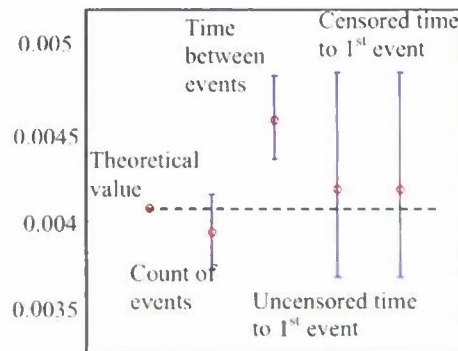 0.005
0.0045
0.004
0.0035
Time
between
events
Censored time
to 1st event
Theoretical
value
Count of
events
Uncensored time
to 1st event